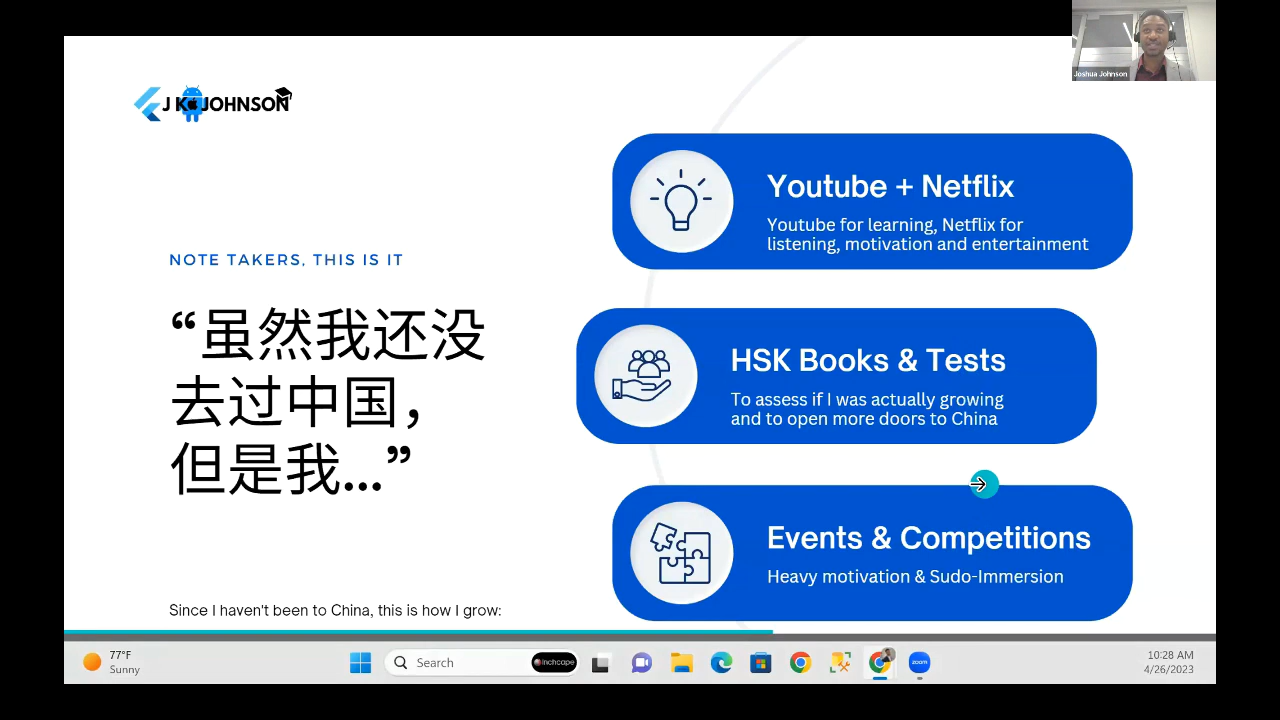 Joshua Johnson
J K JOHNSON
NOTE TAKERS, THIS IS IT
“虽然我还没
去过中国，
但是我...”
Since I haven't been to China, this is how I grow:
Youtube + Netflix
Youtube for learning, Netflix for
listening, motivation and entertainment
HSK Books & Tests
To assess if I was actually growing
and to open more doors to China
Events & Competitions
Heavy motivation & Sudo-Immersion
77°F
Sunny
Search
Inchcape
zoom
10:28 AM
4/26/2023